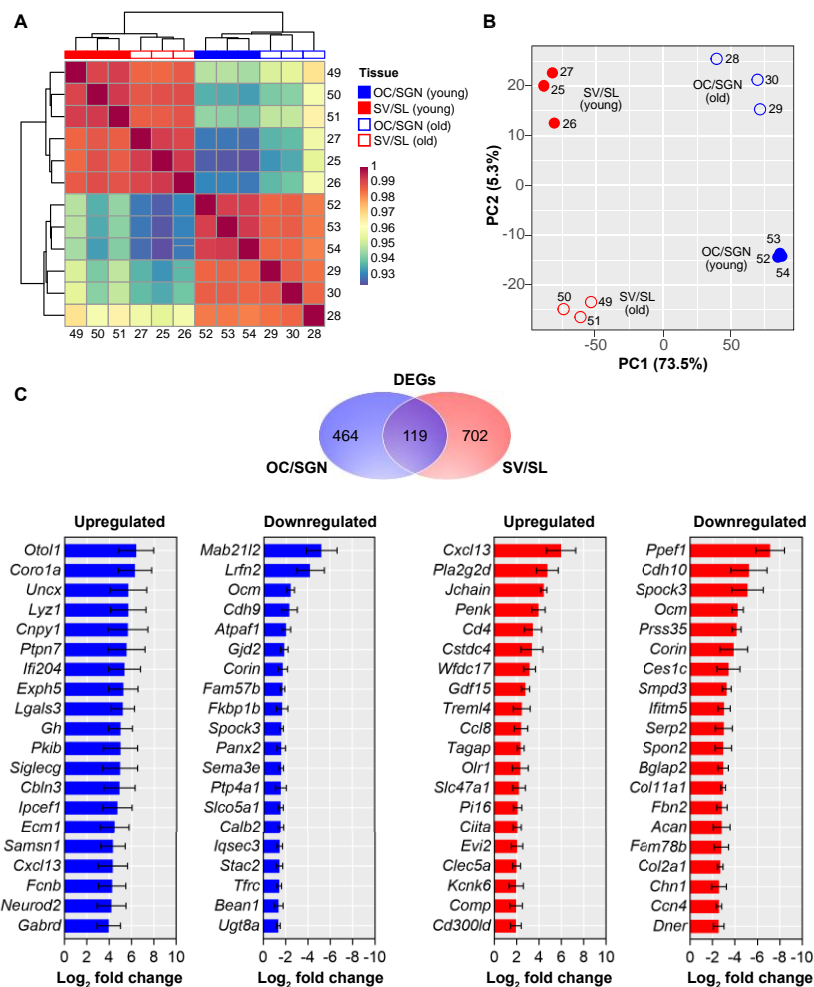 A
Tissue
OC/SGN (young)
SV/SL (young)
OC/SGN (old)
SV/SL (old)
1
0.99
0.98
0.97
0.96
0.95
0.94
0.93
49
50
51
27
25
26
52
53
54
29
30
28
49 50 51 27 25 26 52 53 54 29 30 28
B
PC2 (5.3%)
20
10
0
-10
-20
27
25
26
SV/SL
(young)
28
30
29
OC/SGN
(old)
OC/SGN
(young)
53
52
54
50
49
51
SV/SL
(old)
-50 0 50
PC1 (73.5%)
C
DEGs
464 119 702
OC/SGN SV/SL
Upregulated
Otol1
Coro1a
Uncx
Lyz1
Cnpy1
Ptpn7
Ifi204
Exph5
Lgals3
Gh
Pkib
Siglecg
Cbln3
Ipcef1
Ecm1
Samsn1
Cxcl13
Fcnb
Neurod2
Gabrd
0 2 4 6 8 10
Log2 fold change
Downregulated
Mab21l2
Lrfn2
Ocm
Cdh9
Atpaf1
Gjd2
Corin
Fam57b
Fkbp1b
Spock3
Panx2
Sema3e
Ptp4a1
Slco5a1
Calb2
Iqsec3
Stac2
Tfrc
Bean1
Ugt8a
0 -2 -4 -6 -8 -10
Log2 fold change
Upregulated
Cxcl13
Pla2g2d
Jchain
Penk
Cd4
Cstdc4
Wfdc17
Gdf15
Treml4
Ccl8
Tagap
Olr1
Slc47a1
Pi16
Ciita
Evi2
Clec5a
Kcnk6
Comp
Cd300ld
0 2 4 6 8 10
Log2 fold change
Downregulated
Ppef1
Cdh10
Spock3
Ocm
Prss35
Corin
Ces1c
Smpd3
Ifitm5
Serp2
Spon2
Bglap2
Col11a1
Fbn2
Acan
Fam78b
Col2a1
Chn1
Ccn4
Dner
0 -2 -4 -6 -8 -10
Log2 fold change